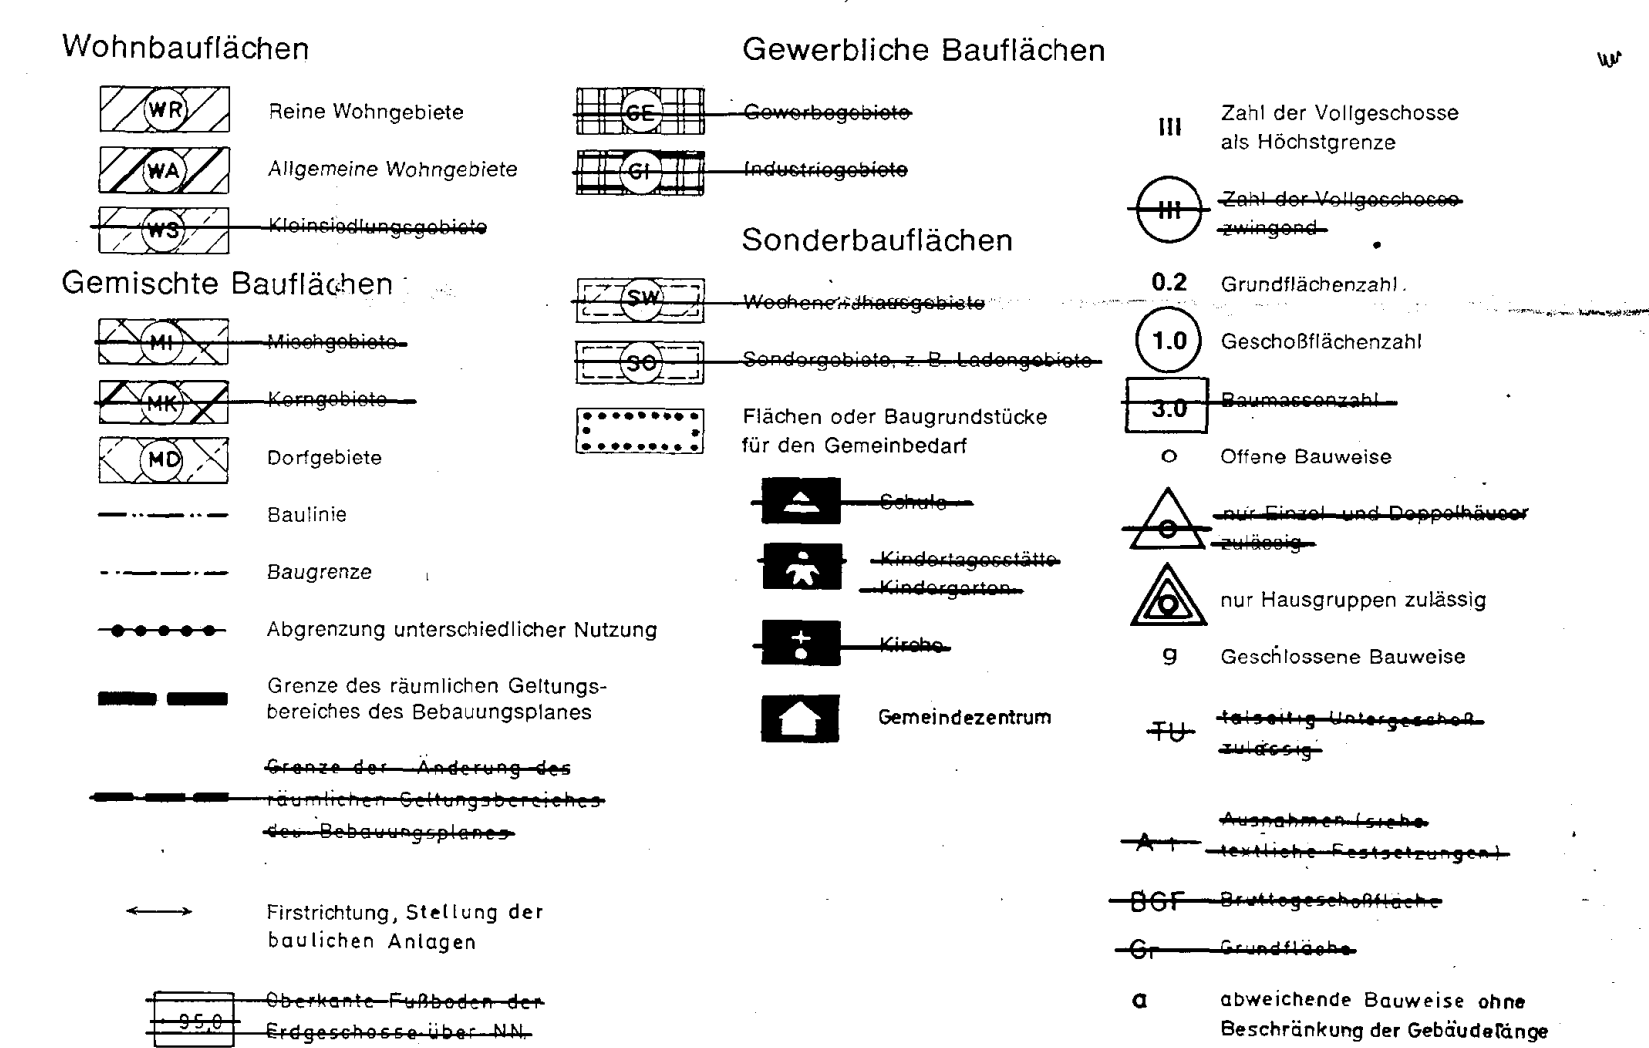 Wohnbauflächen
WR Reine Wohngebiete
WA Allgemeine Wohngebiete
WS Kleinsiedlungsgebiete
Gemischte Bauflächen
MI Mischgebiete
MK Kerngebiete
MD Dorfgebiete
Baulinie
Baugrenze
Abgrenzung unterschiedlicher Nutzung
Grenze des räumlichen Geltungs-
bereiches des Bebauungsplanes
Grenze der Änderung des
räumlichen Geltungsbereiches
des Bebauungsplanes
Firstrichtung, Stellung der
baulichen Anlagen
95,0 Oberkante Fußboden der
Erdgeschosse über NN.
Gewerbliche Bauflächen
GE Gewerbegebiete
GI Industriegebiete
Sonderbauflächen
SW Wochenendhausgebiete
SO Sondergebiete, z. B. Ladengebiete
Flächen oder Baugrundstücke
für den Gemeinbedarf
Schule
Kindertagesstätte
Kindergarten
Kirche
Gemeindezentrum
III Zahl der Vollgeschosse
als Höchstgrenze
III Zahl der Vollgeschosse
zwingend
0.2 Grundflächenzahl
1.0 Geschoßflächenzahl
3.0 Baumassenzahl
o Offene Bauweise
o nur Einzel- und Doppelhäuser
zulässig
o nur Hausgruppen zulässig
g Geschlossene Bauweise
TU talseitig Untergeschoß
zulässig
A Ausnahmen (siehe
textliche Festsetzungen)
BGF Bruttogeschoßfläche
Gr Grundfläche
a abweichende Bauweise ohne
Beschränkung der Gebäudelänge